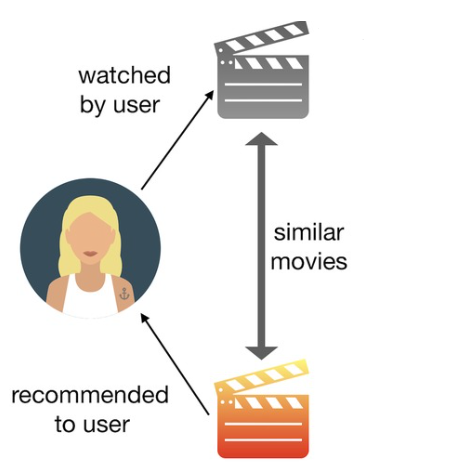 watched
by user
similar
movies
recommended
to user